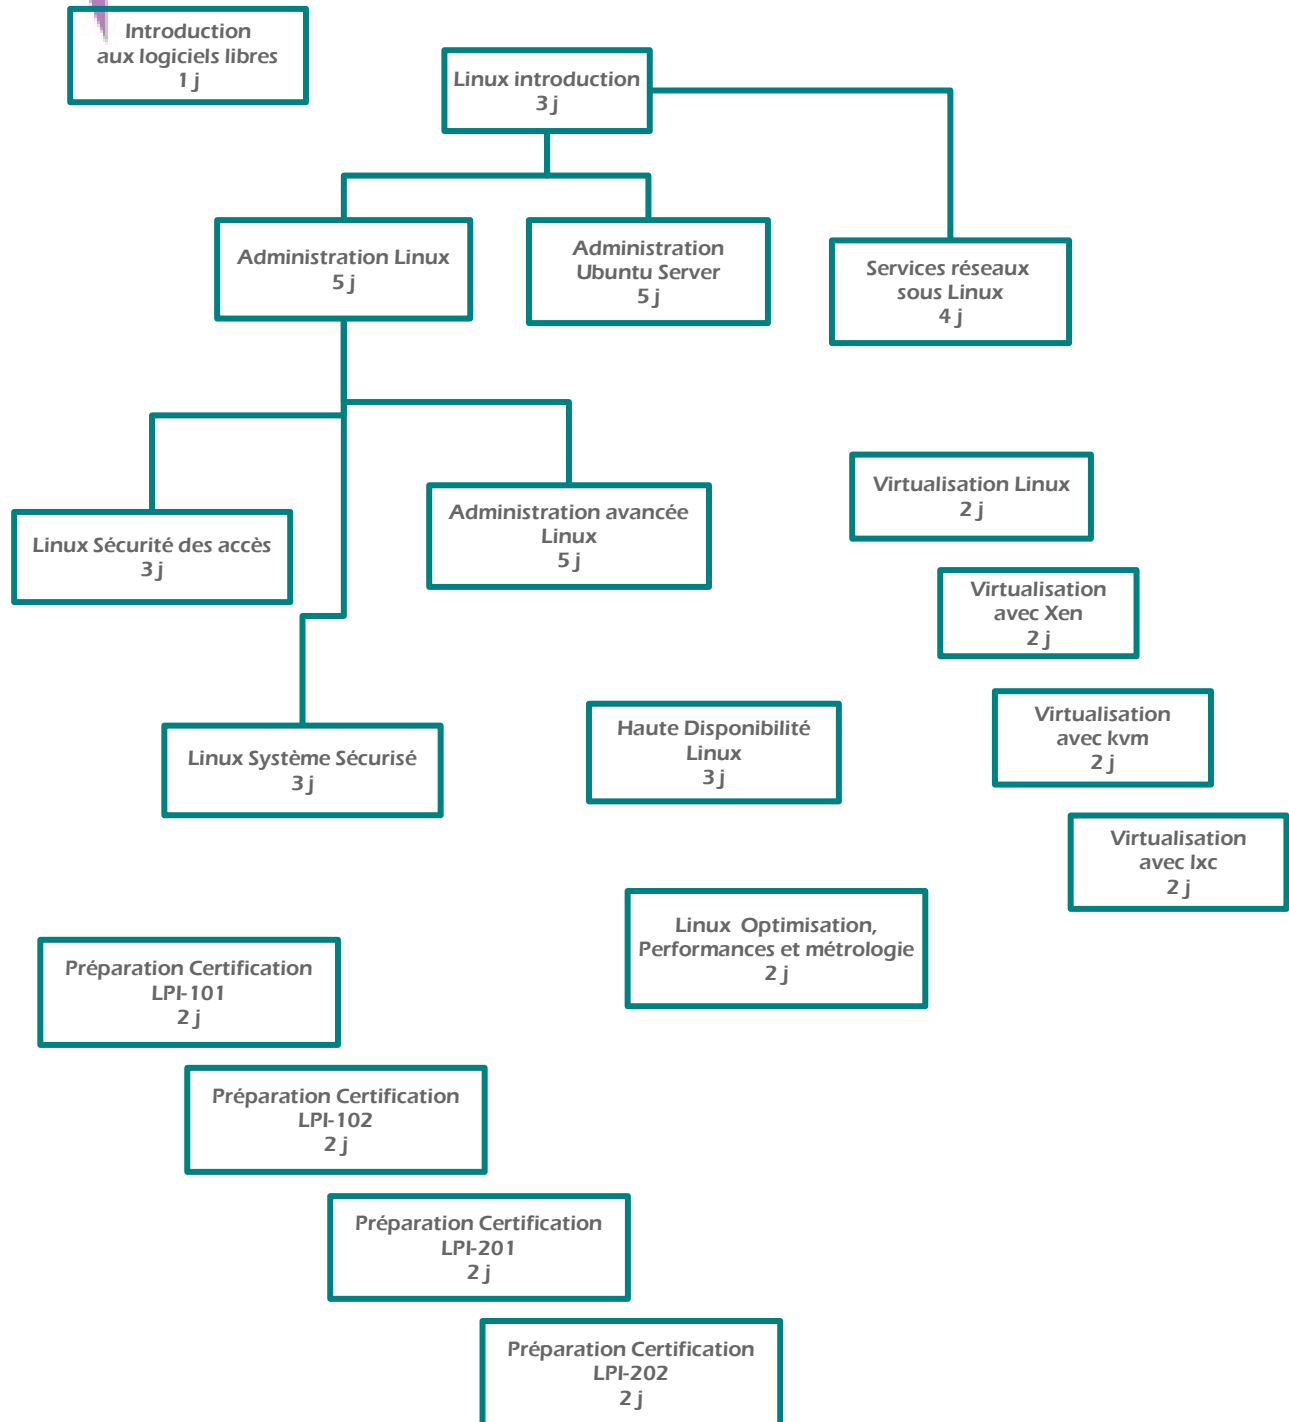 Introduction
aux logiciels libres
1 j
Linux introduction
3 j
Administration Linux
5 j
Administration
Ubuntu Server
5 j
Services réseaux
sous Linux
4 j
Virtualisation Linux
2 j
Linux Sécurité des accès
3 j
Administration avancée
Linux
5 j
Virtualisation
avec Xen
2 j
Linux Système Sécurisé
3 j
Haute Disponibilité
Linux
3 j
Virtualisation
avec kvm
2 j
Virtualisation
avec lxc
2 j
Linux  Optimisation,
Performances et métrologie
2 j
Préparation Certification
LPI-101
2 j
Préparation Certification
LPI-102
2 j
Préparation Certification
LPI-201
2 j
Préparation Certification
LPI-202
2 j